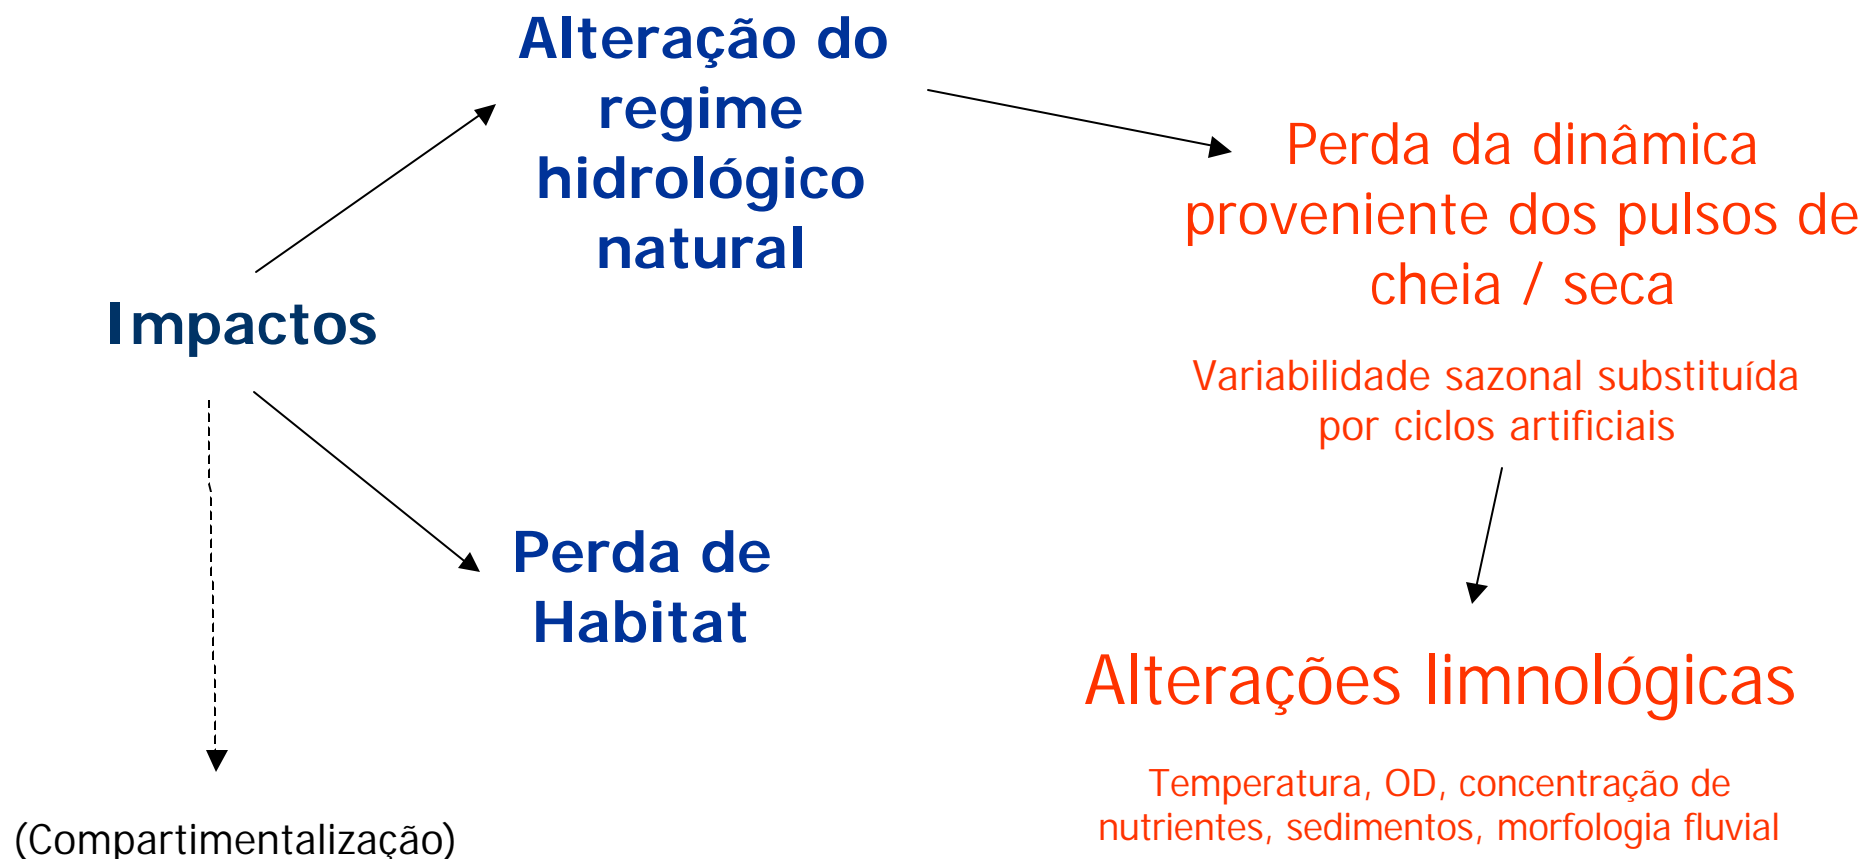 Alteração do
regime
hidrológico
natural
Perda da dinâmica
proveniente dos pulsos de
cheia / seca
Impactos
Variabilidade sazonal substituída
por ciclos artificiais
Perda de
Habitat
Alterações limnológicas
Temperatura, OD, concentração de
nutrientes, sedimentos, morfologia fluvial
(Compartimentalização)